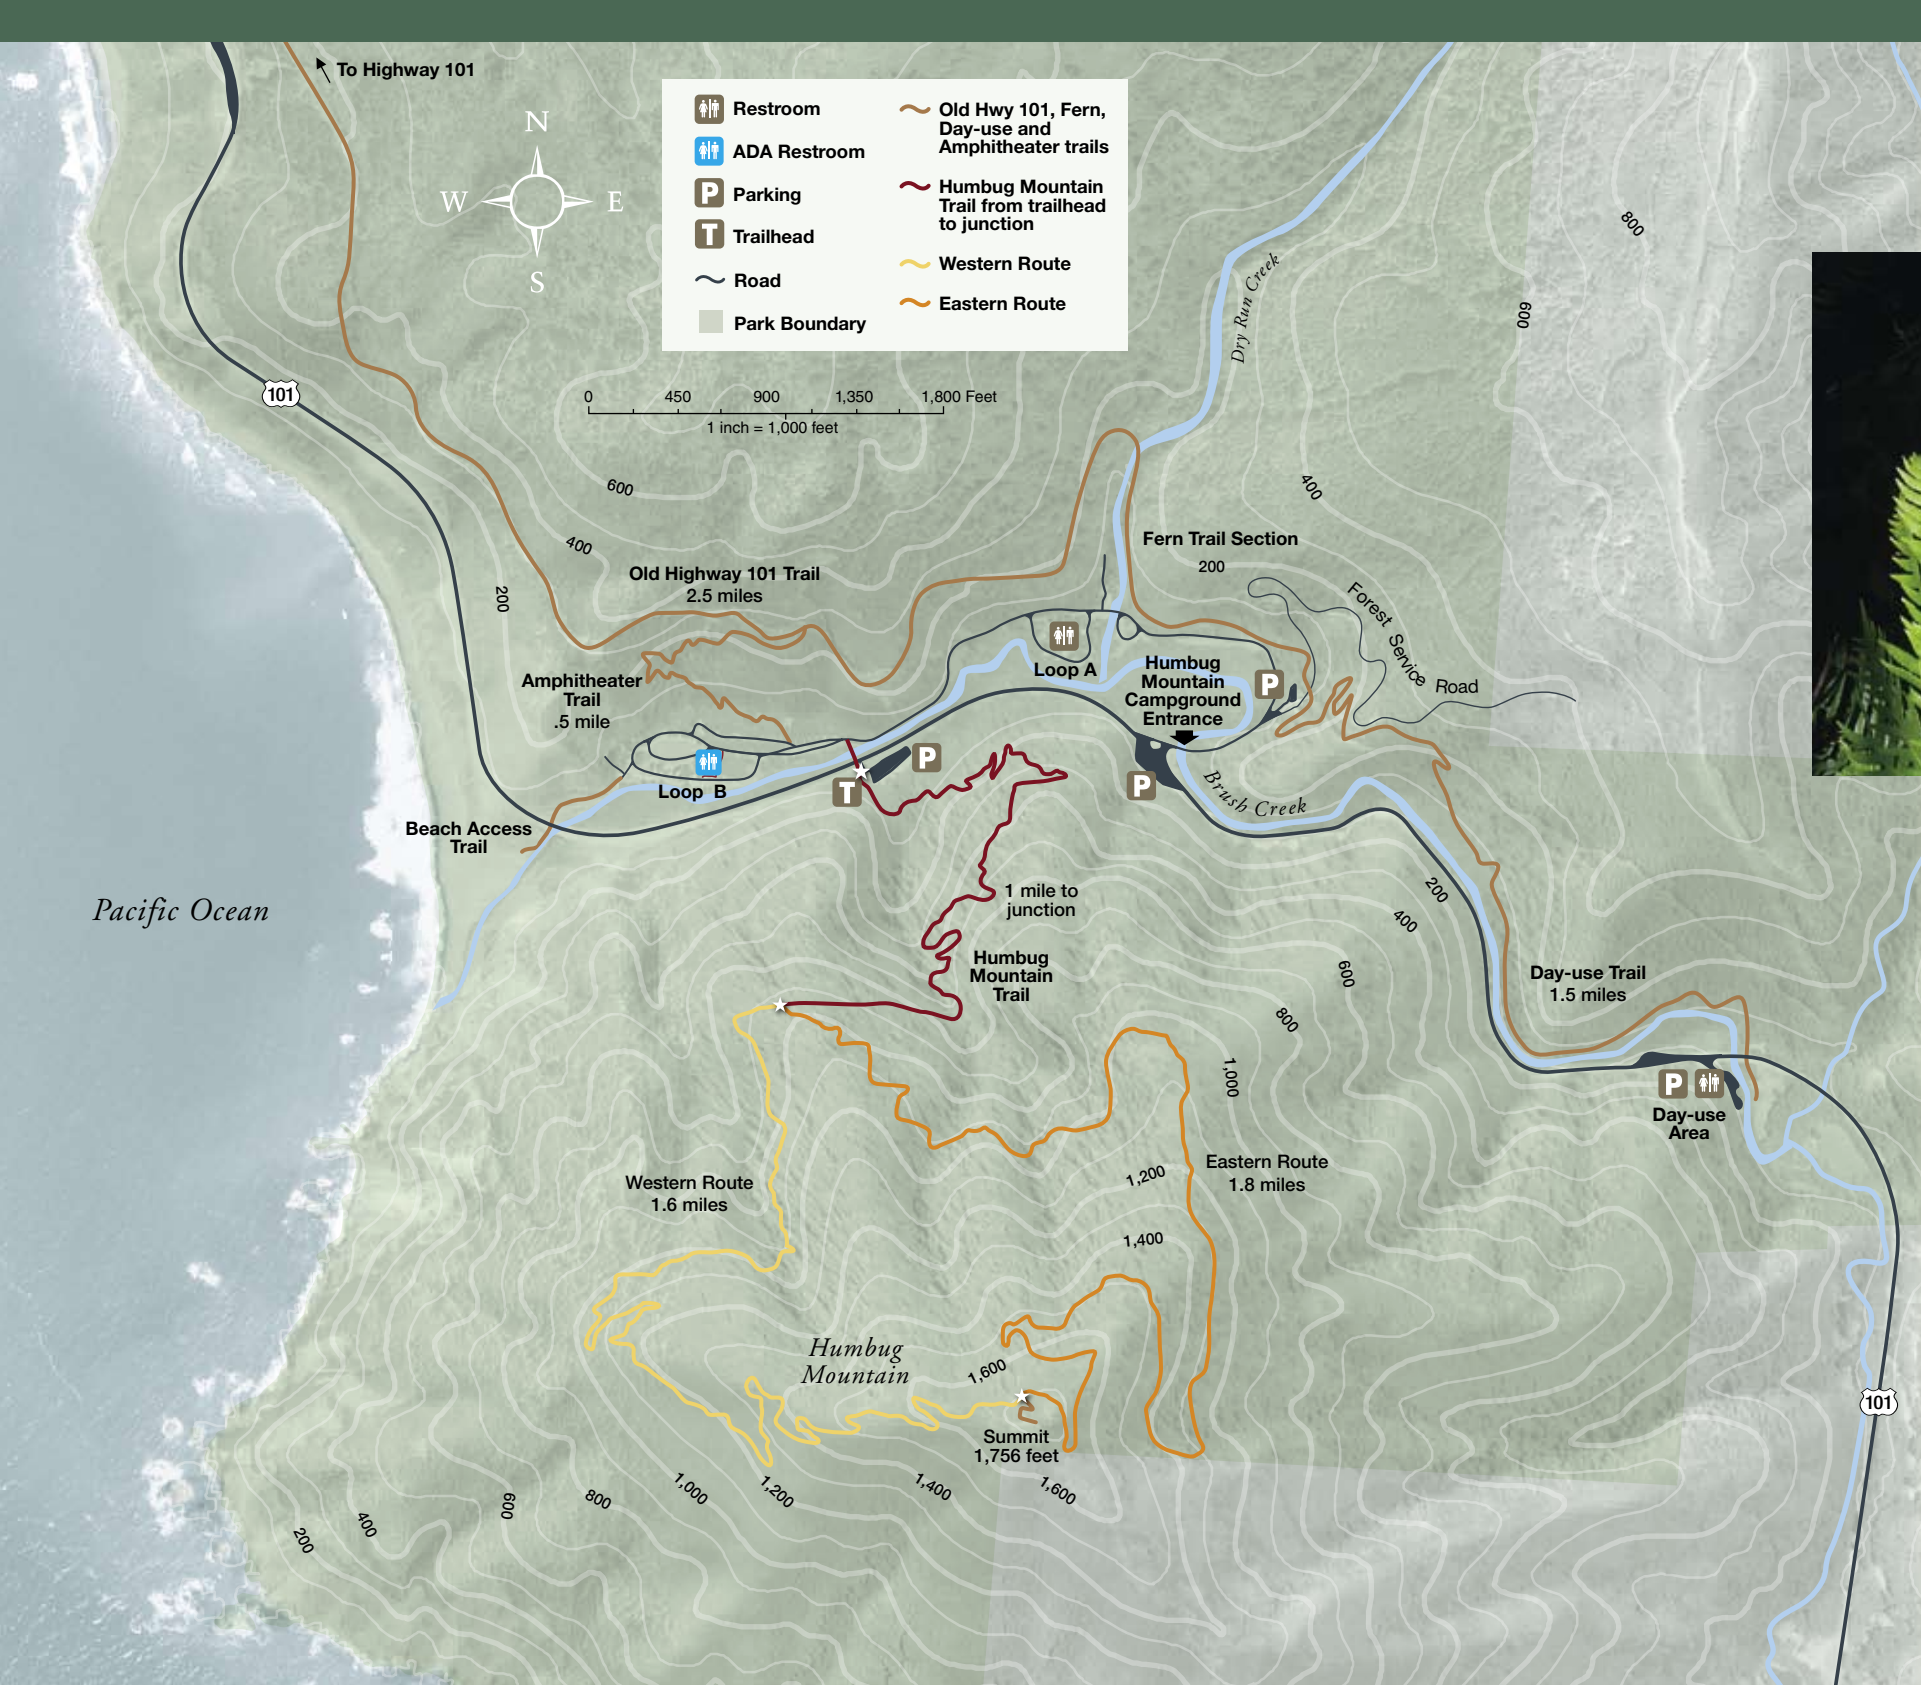 To Highway 101
N
W
E
S
Restroom
ADA Restroom
P
Parking
T
Trailhead
Road
Park Boundary
Old Hwy 101, Fern,
Day-use and
Amphitheater trails
Humbug Mountain
Trail from trailhead
to junction
Western Route
Eastern Route
0 450 900 1,350 1,800 Feet
1 inch = 1,000 feet
101
800
600
Dry Run Creek
600
400
400
200
Fern Trail Section
200
Old Highway 101 Trail
2.5 miles
Forest Service Road
Loop A
Humbug
Mountain
Campground
Entrance
P
Amphitheater
Trail
.5 mile
P
T
P
Loop B
Brush Creek
Beach Access
Trail
Pacific Ocean
1 mile to
junction
200
400
600
800
1,000
Humbug
Mountain
Trail
Day-use Trail
1.5 miles
P
Day-use
Area
Western Route
1.6 miles
1,200
Eastern Route
1.8 miles
1,400
Humbug
Mountain
1,600
Summit
1,756 feet
101
200
400
600
800
1,000
1,200
1,400
1,600